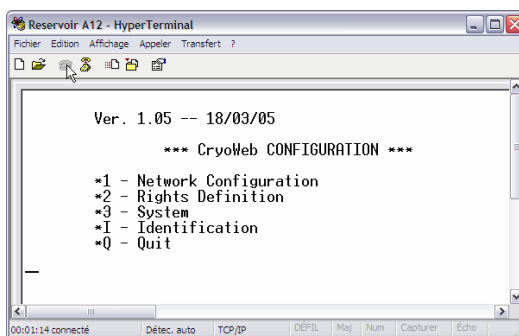 Reservoir A12 - HyperTerminal
Fichier Edition Affichage Appeler Transfert ?
Ver. 1.05 -- 18/03/05
*** CryoWeb CONFIGURATION ***
*1 - Network Configuration
*2 - Rights Definition
*3 - System
*I - Identification
*Q - Quit
00:01:14 connecté Détec. auto TCP/IP DÉFIL Maj Num Capturer Écho